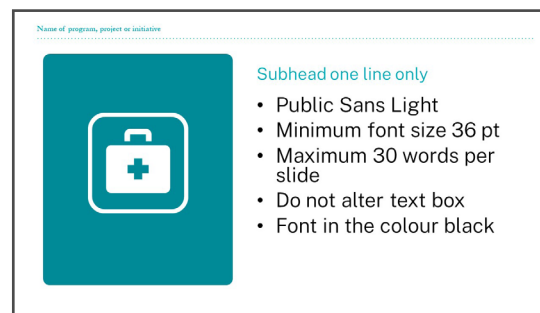 Name of program, project or initiative
Subhead one line only
• Public Sans Light
• Minimum font size 36 pt
• Maximum 30 words per
slide
• Do not alter text box
• Font in the colour black